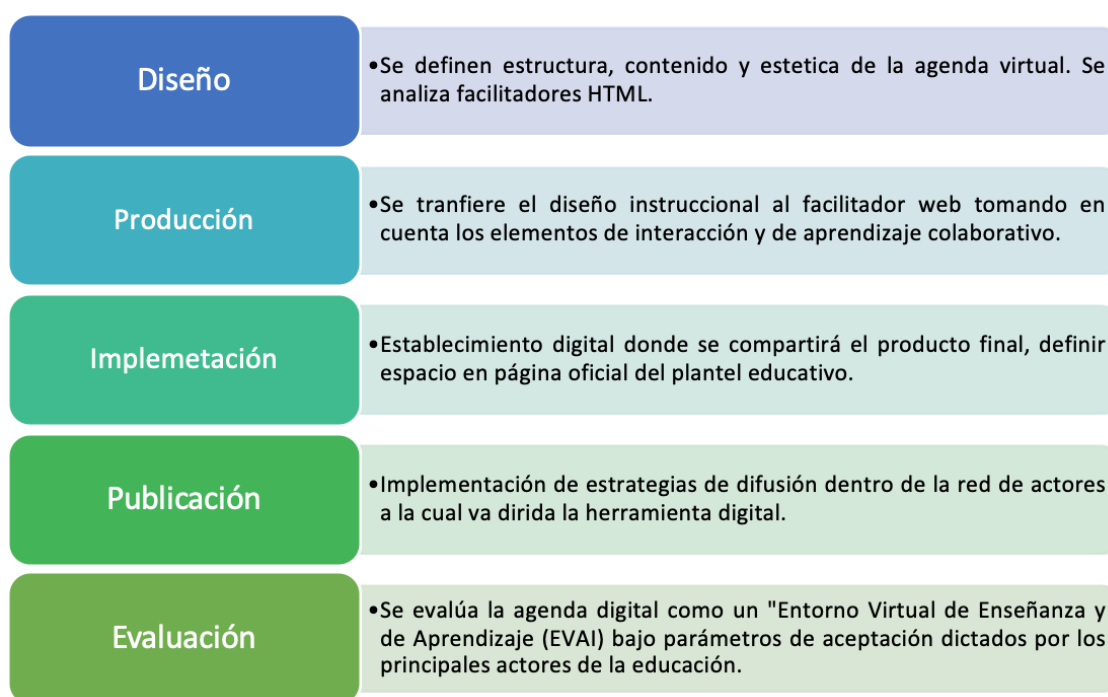 Diseño
•Se definen estructura, contenido y estetica de la agenda virtual. Se
analiza facilitadores HTML.
Producción
•Se tranfiere el diseño instruccional al facilitador web tomando en
cuenta los elementos de interacción y de aprendizaje colaborativo.
Implemetación
•Establecimiento digital donde se compartirá el producto final, definir
espacio en página oficial del plantel educativo.
Publicación
•Implementación de estrategias de difusión dentro de la red de actores
a la cual va dirida la herramienta digital.
Evaluación
•Se evalúa la agenda digital como un "Entorno Virtual de Enseñanza y
de Aprendizaje (EVAI) bajo parámetros de aceptación dictados por los
principales actores de la educación.